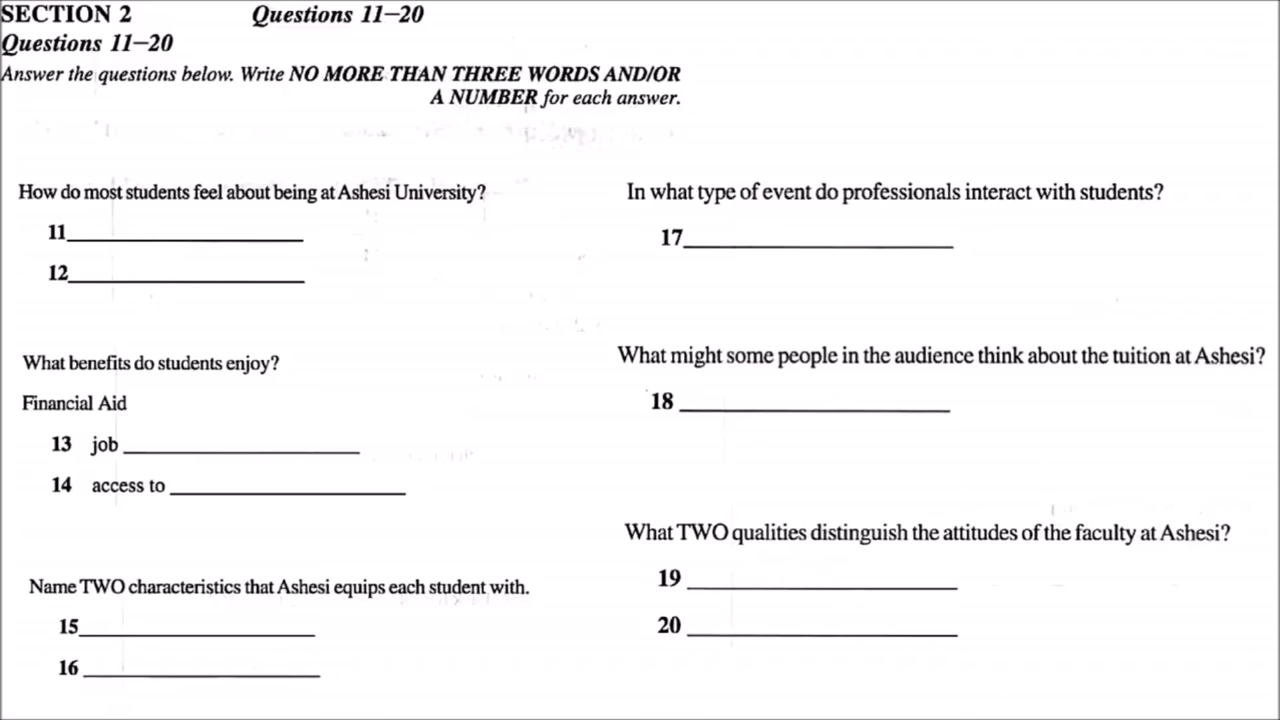 SECTION 2 Questions 11–20
Questions 11–20
Answer the questions below. Write NO MORE THAN THREE WORDS AND/OR
A NUMBER for each answer.
How do most students feel about being at Ashesi University?
11
12
What benefits do students enjoy?
Financial Aid
13 job
14 access to
Name TWO characteristics that Ashesi equips each student with.
15
16
In what type of event do professionals interact with students?
17
What might some people in the audience think about the tuition at Ashesi?
18
What TWO qualities distinguish the attitudes of the faculty at Ashesi?
19
20